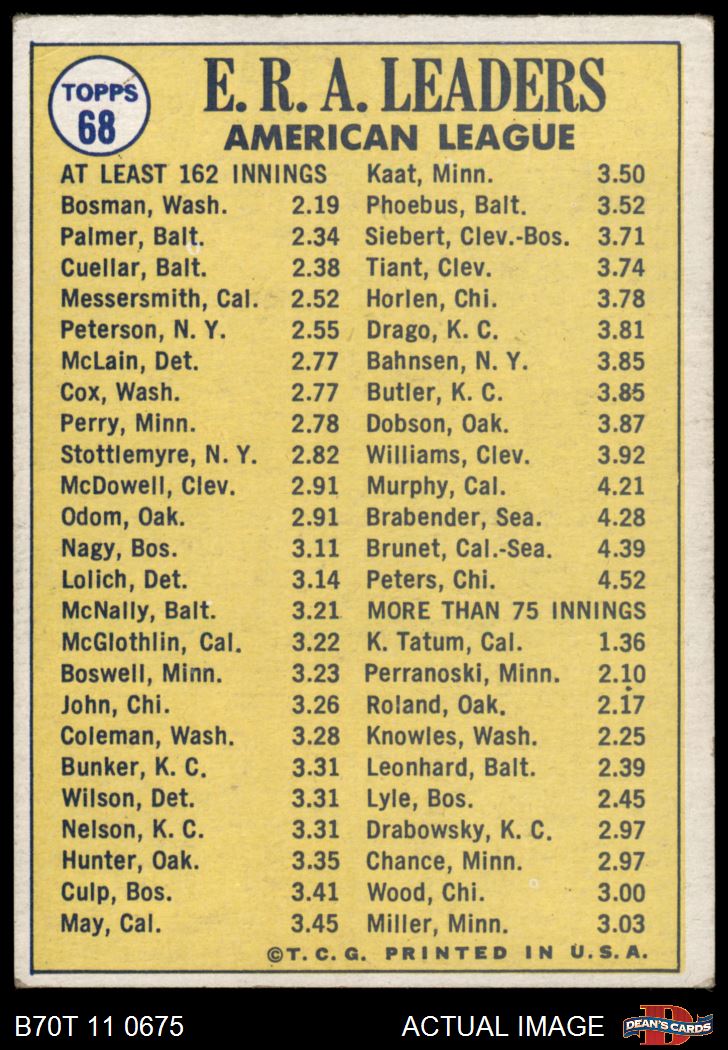 TOPPS
68
E. R. A. LEADERS
AMERICAN LEAGUE
AT LEAST 162 INNINGS
Bosman, Wash. 2.19
Palmer, Balt. 2.34
Cuellar, Balt. 2.38
Messersmith, Cal. 2.52
Peterson, N. Y. 2.55
McLain, Det. 2.77
Cox, Wash. 2.77
Perry, Minn. 2.78
Stottlemyre, N. Y. 2.82
McDowell, Clev. 2.91
Odom, Oak. 2.91
Nagy, Bos. 3.11
Lolich, Det. 3.14
McNally, Balt. 3.21
McGlothlin, Cal. 3.22
Boswell, Minn. 3.23
John, Chi. 3.26
Coleman, Wash. 3.28
Bunker, K. C. 3.31
Wilson, Det. 3.31
Nelson, K. C. 3.31
Hunter, Oak. 3.35
Culp, Bos. 3.41
May, Cal. 3.45
Kaat, Minn. 3.50
Phoebus, Balt. 3.52
Siebert, Clev.-Bos. 3.71
Tiant, Clev. 3.74
Horlen, Chi. 3.78
Drago, K. C. 3.81
Bahnsen, N. Y. 3.85
Butler, K. C. 3.85
Dobson, Oak. 3.87
Williams, Clev. 3.92
Murphy, Cal. 4.21
Brabender, Sea. 4.28
Brunet, Cal.-Sea. 4.39
Peters, Chi. 4.52
MORE THAN 75 INNINGS
K. Tatum, Cal. 1.36
Perranoski, Minn. 2.10
Roland, Oak. 2.17
Knowles, Wash. 2.25
Leonhard, Balt. 2.39
Lyle, Bos. 2.45
Drabowsky, K. C. 2.97
Chance, Minn. 2.97
Wood, Chi. 3.00
Miller, Minn. 3.03
©T. C. G. PRINTED IN U. S. A.
B70T 11 0675 ACTUAL IMAGE
D
DEAN'S CARDS